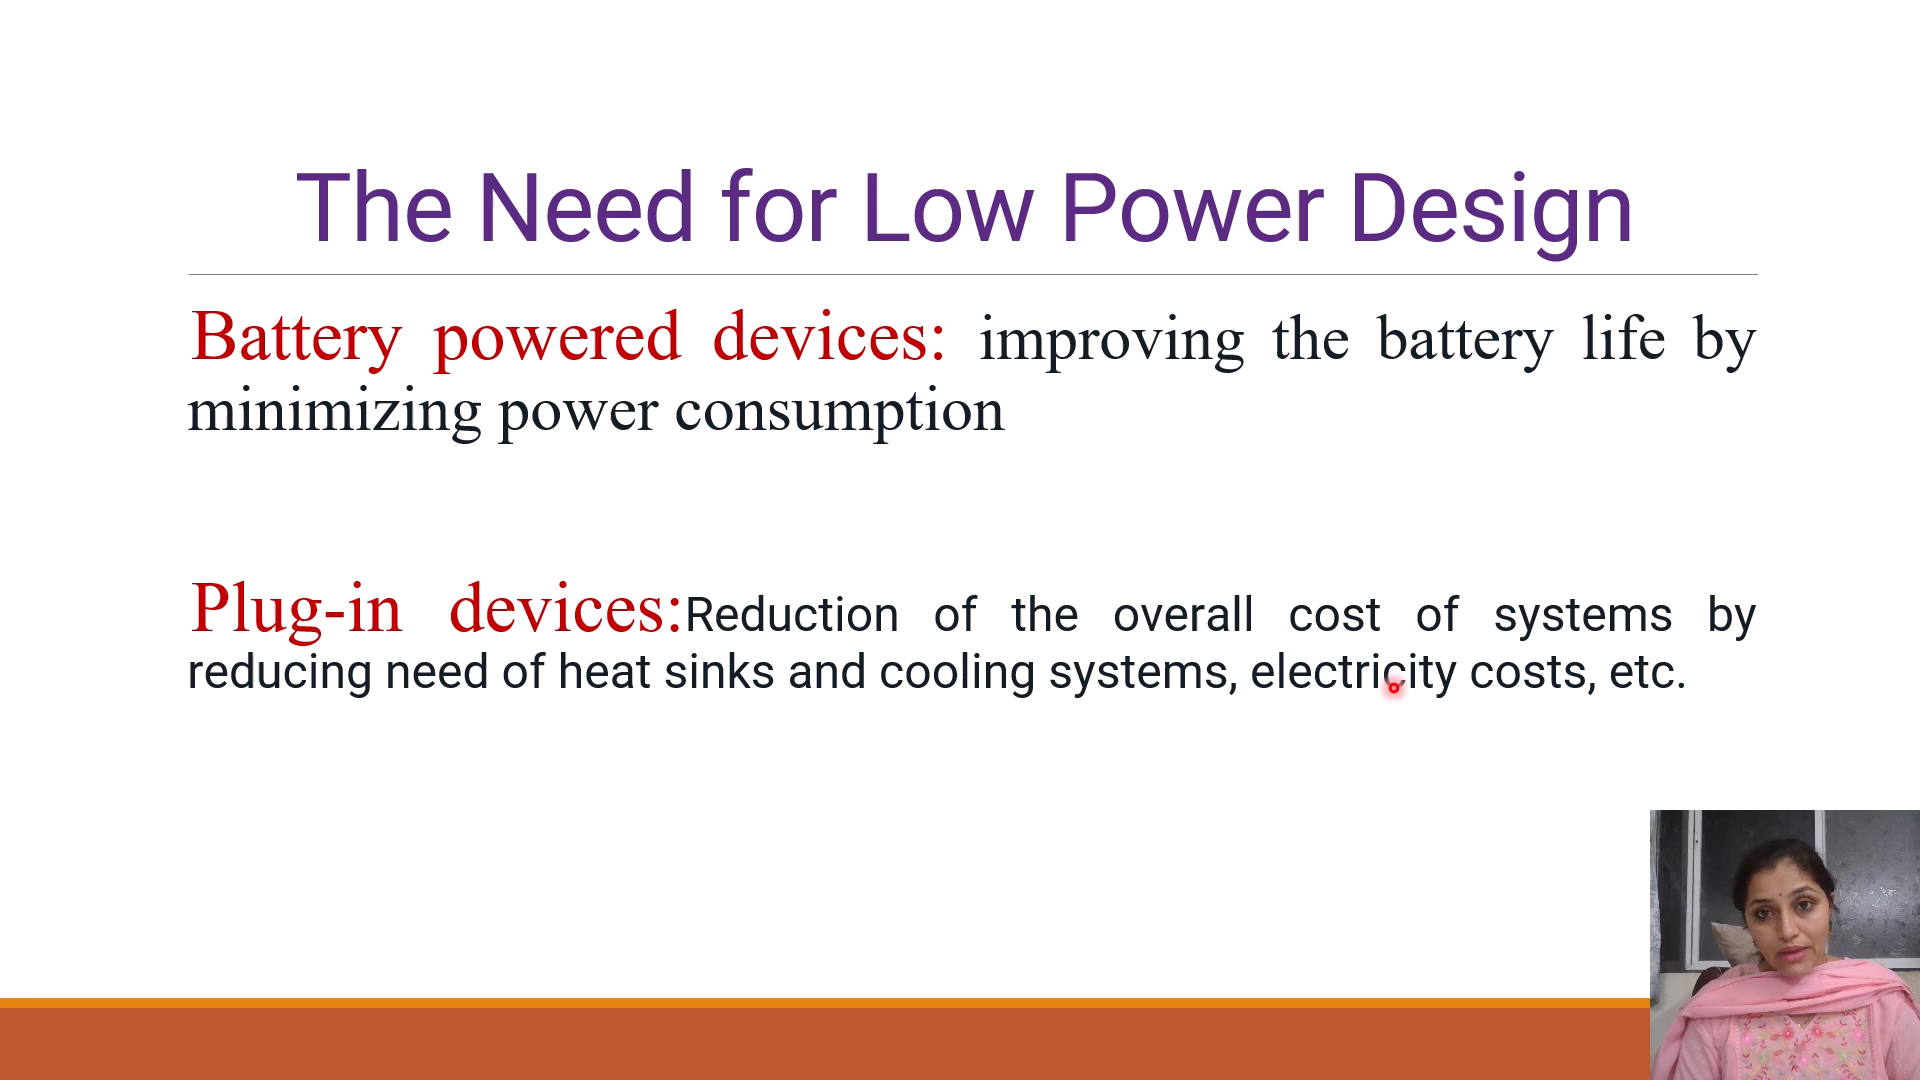 The Need for Low Power Design
Battery powered devices: improving the battery life by
minimizing power consumption
Plug-in devices:Reduction of the overall cost of systems by
reducing need of heat sinks and cooling systems, electricity costs, etc.